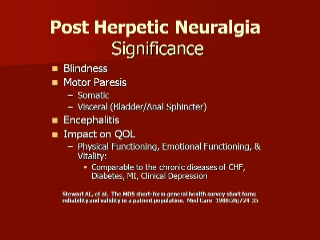 Post Herpetic Neuralgia
Significance
Blindness
Motor Paresis
– Somatic
– Visceral (Bladder/Anal Sphincter)
Encephalitis
Impact on QOL
– Physical Functioning, Emotional Functioning, &
Vitality:
Comparable to the chronic diseases of CHF,
Diabetes, MI, Clinical Depression
Stewart AL, et al. The MOS short-form general health survey short form:
reliability and validity in a patient population. Med Care 1988:26;724-35